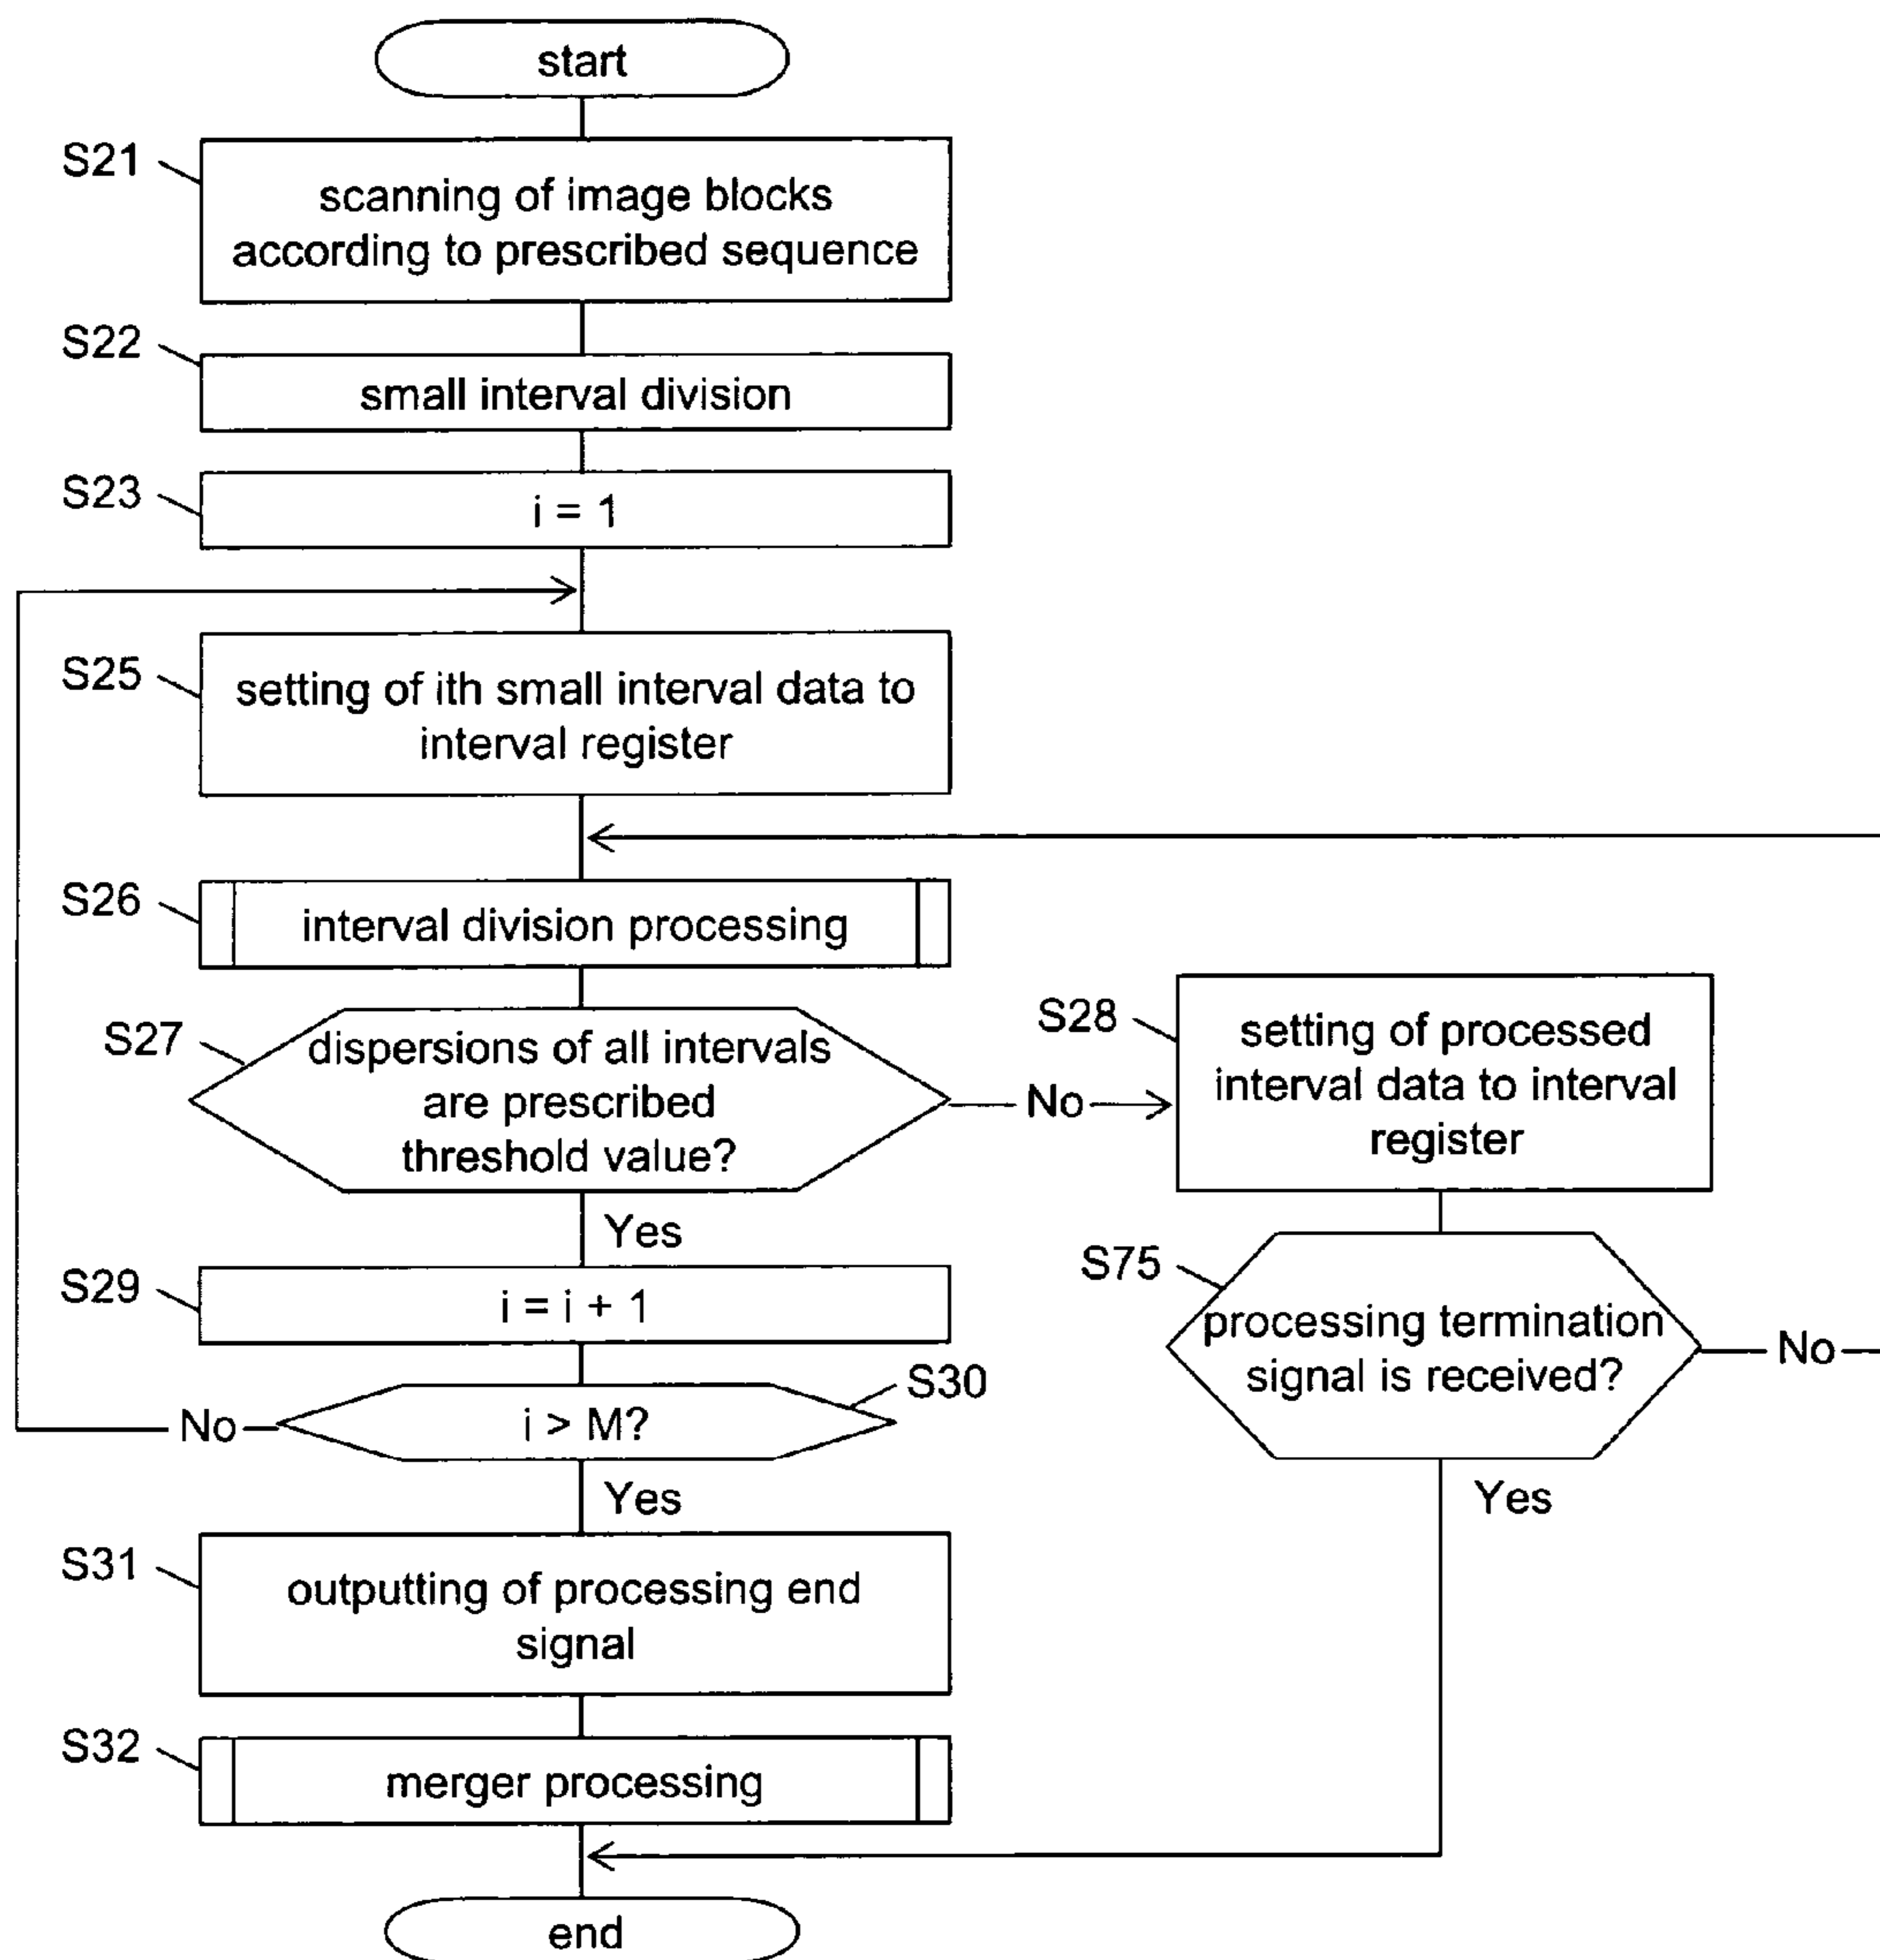 start
S21
scanning of image blocks
according to prescribed sequence
S22
small interval division
S23
i = 1
S25
setting of ith small interval data to
interval register
S26
interval division processing
S27
dispersions of all intervals
are prescribed
threshold value?
No
S28
setting of processed
interval data to interval
register
Yes
S29
i = i + 1
S75
processing termination
signal is received?
No
S30
i > M?
No
Yes
Yes
S31
outputting of processing end
signal
S32
merger processing
end